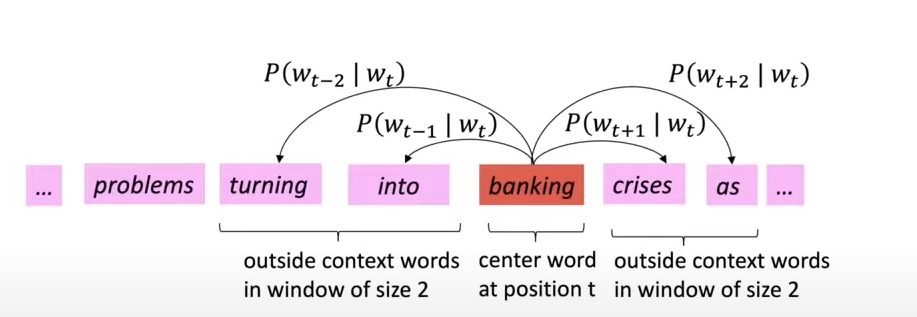 P(w_{t−2} | w_t)
P(w_{t+2} | w_t)
P(w_{t−1} | w_t)
P(w_{t+1} | w_t)
... problems turning into banking crises as ...
outside context words
in window of size 2
center word
at position t
outside context words
in window of size 2